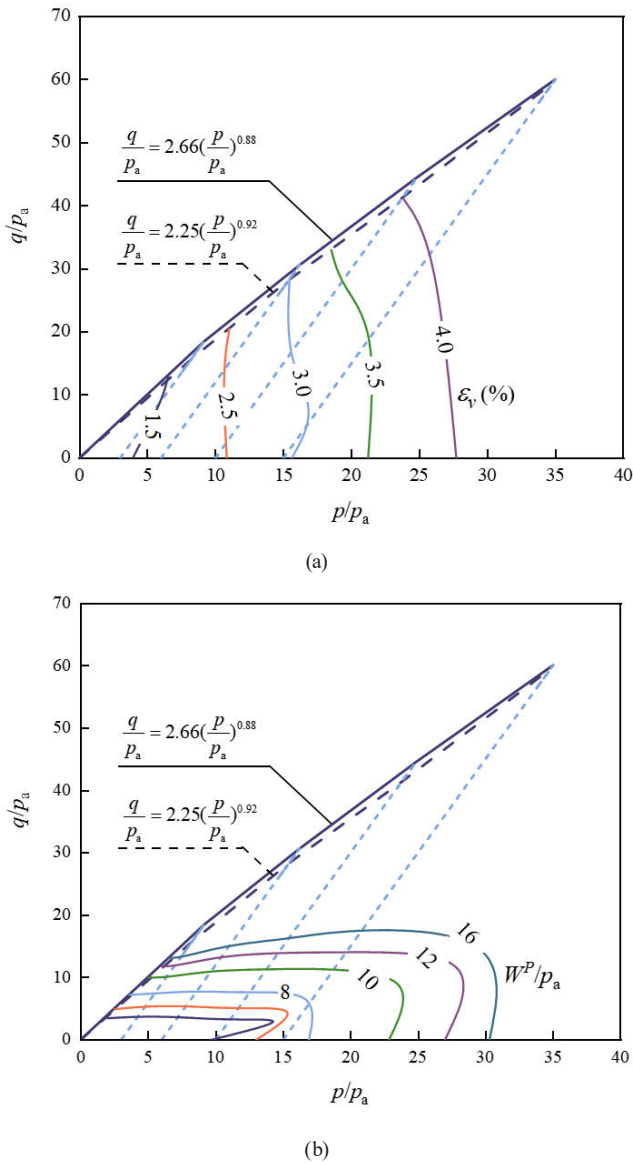 70
60
50
40
30
20
10
0
q/pa
q/pa = 2.66(p/pa)^0.88
q/pa = 2.25(p/pa)^0.92
1.5
2.5
3.0
3.5
4.0
εv (%)
0 5 10 15 20 25 30 35 40
p/pa
(a)
70
60
50
40
30
20
10
0
q/pa
q/pa = 2.66(p/pa)^0.88
q/pa = 2.25(p/pa)^0.92
8
10
12
16
W^P/pa
0 5 10 15 20 25 30 35 40
p/pa
(b)